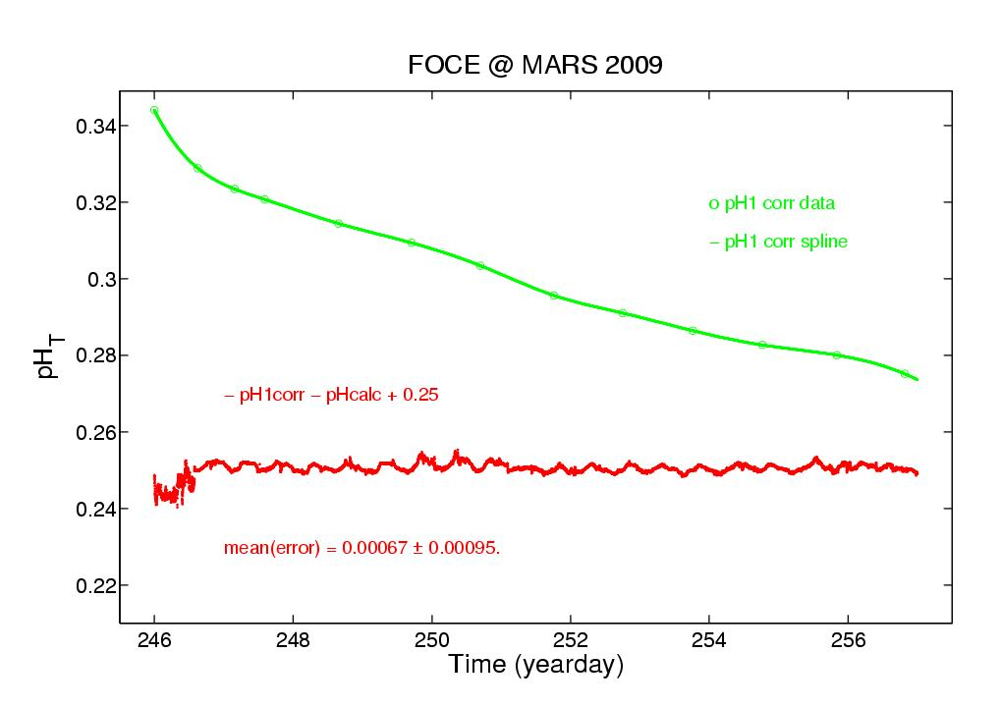 FOCE @ MARS 2009
0.34
0.32
0.3
0.28
0.26
0.24
0.22
pH_T
o pH1 corr data
– pH1 corr spline
– pH1corr – pHcalc + 0.25
mean(error) = 0.00067 ± 0.00095.
246 248 250 252 254 256
Time (yearday)